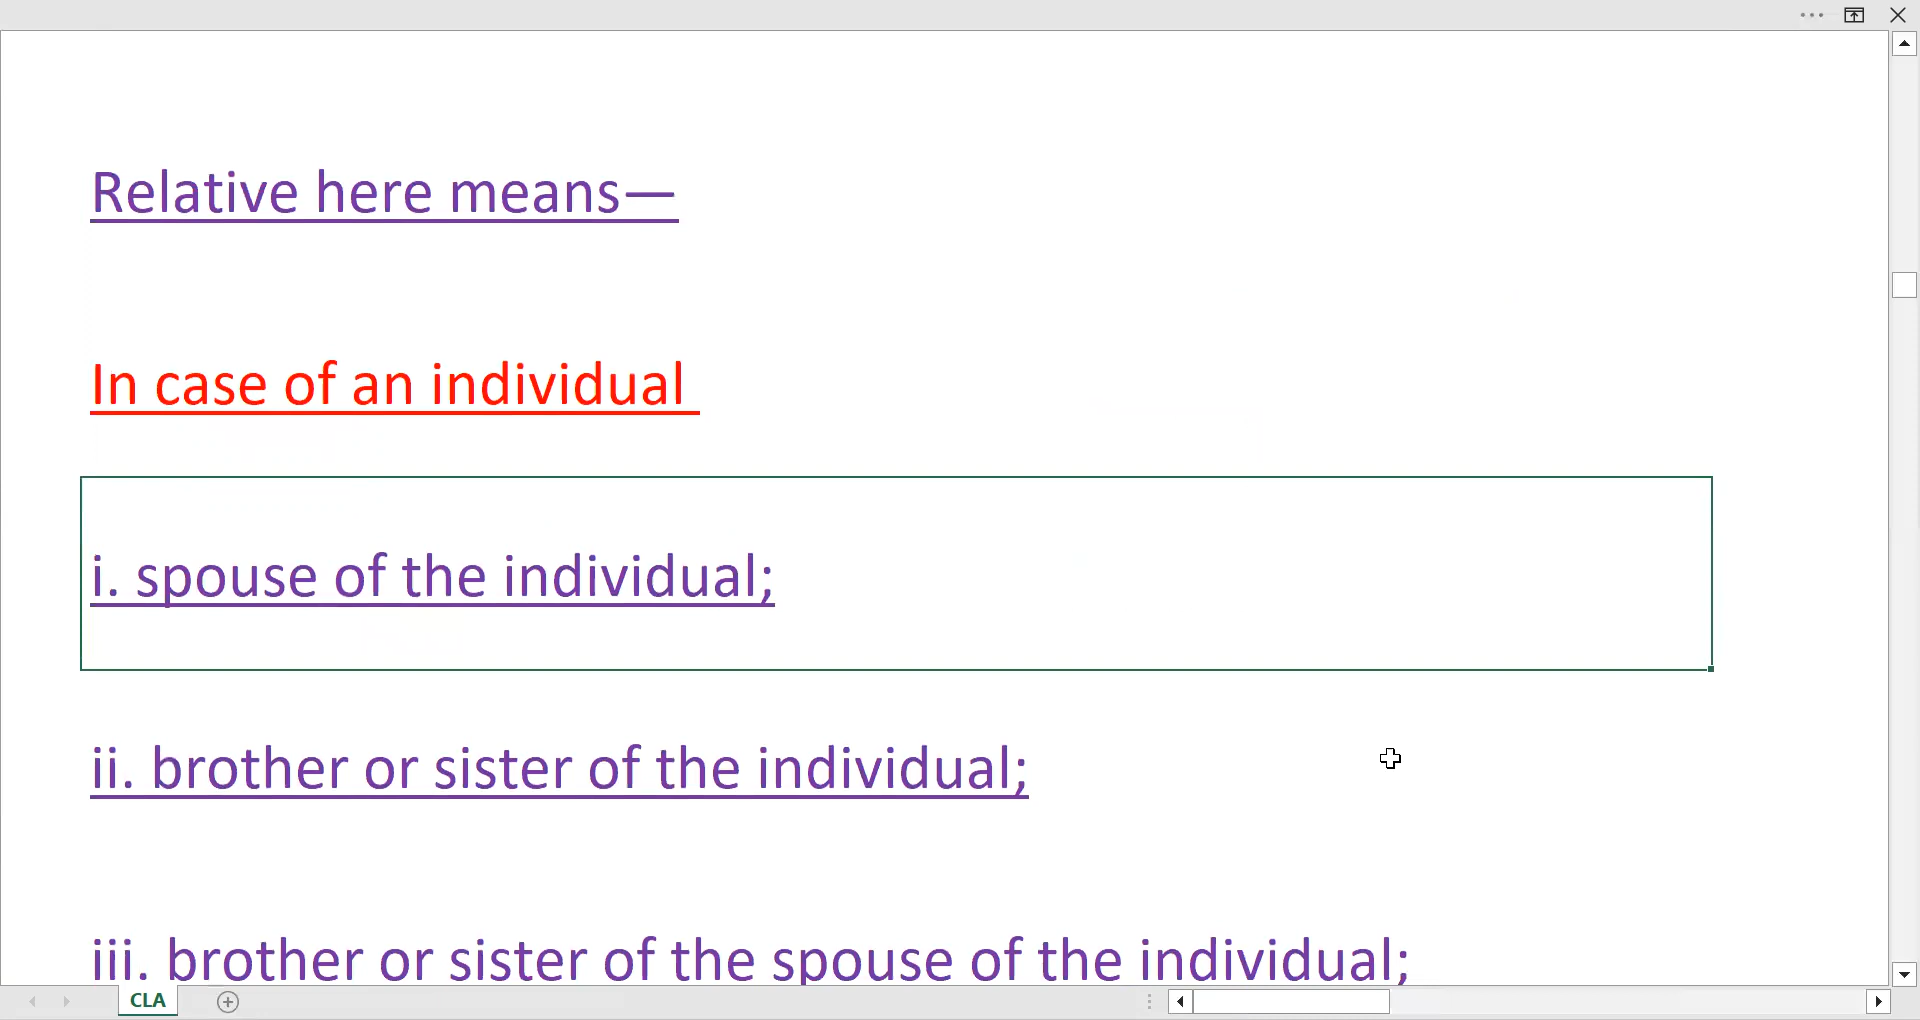 Relative here means—
In case of an individual
i. spouse of the individual;
ii. brother or sister of the individual;
iii. brother or sister of the spouse of the individual;
CLA